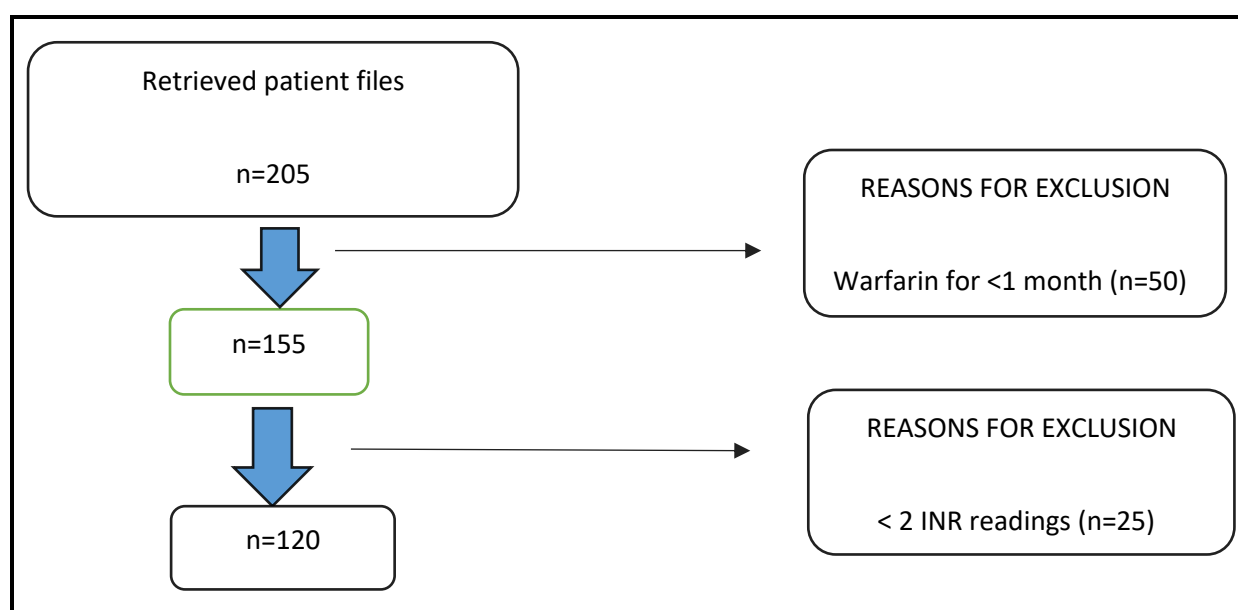 Retrieved patient files
n=205
REASONS FOR EXCLUSION
Warfarin for <1 month (n=50)
n=155
REASONS FOR EXCLUSION
< 2 INR readings (n=25)
n=120